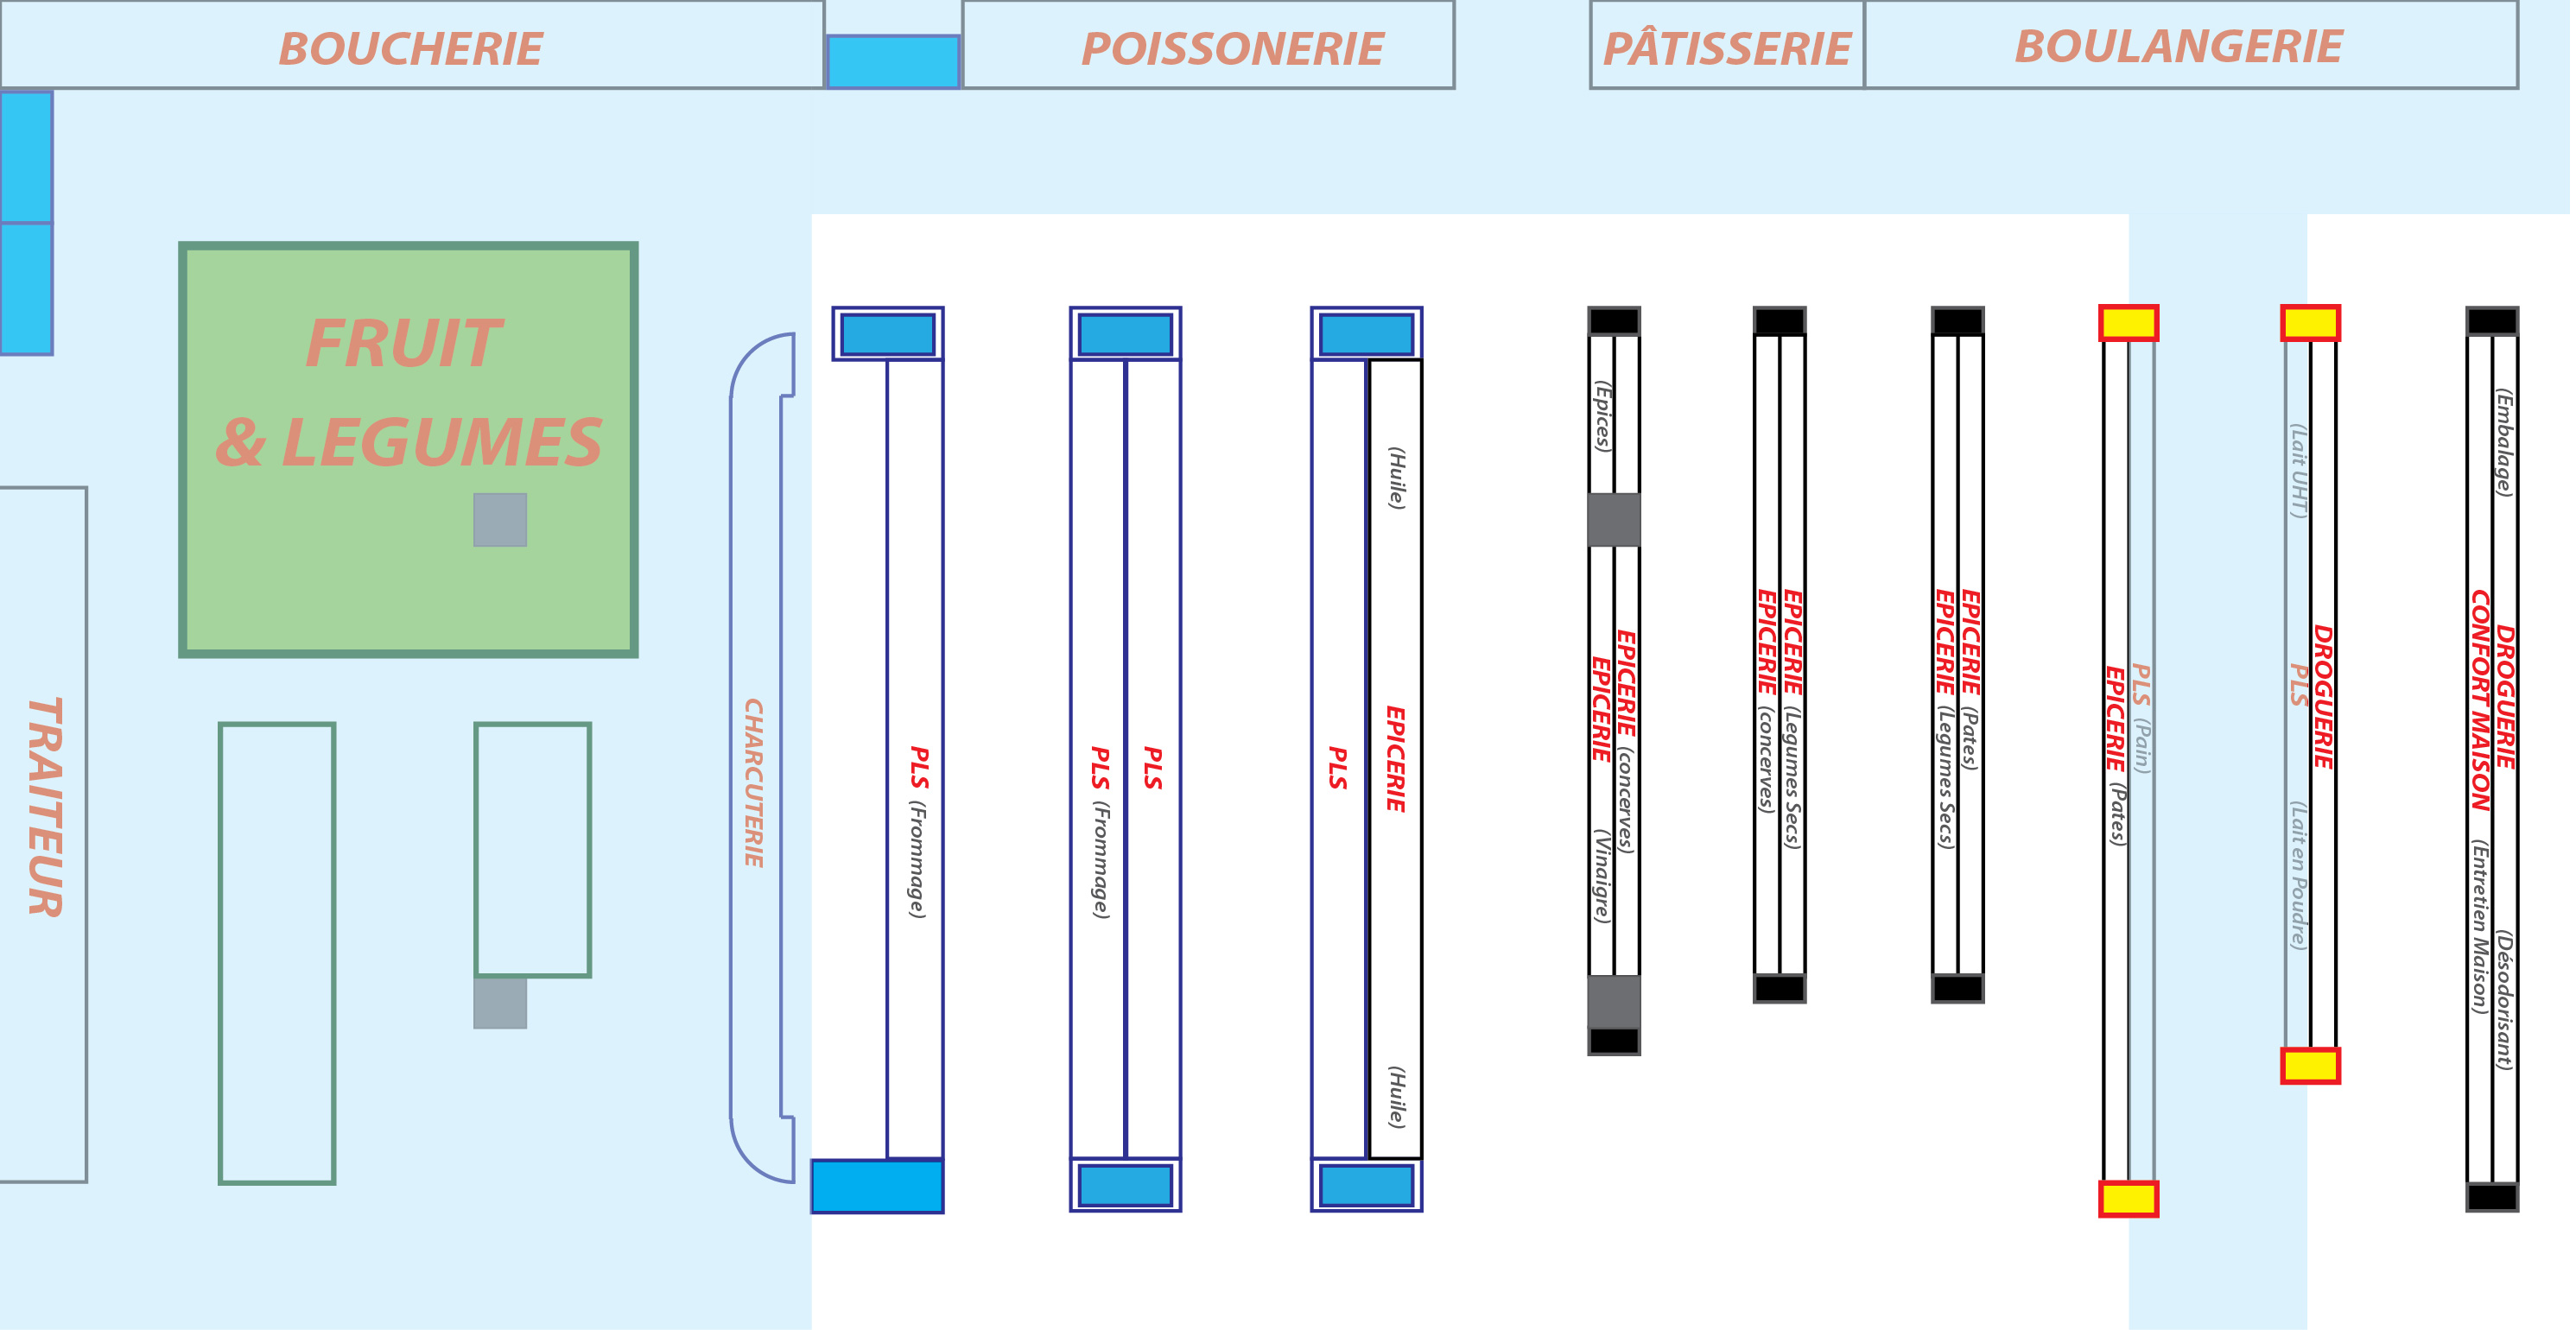 BOUCHERIE
POISSONERIE
PÂTISSERIE
BOULANGERIE
FRUIT
& LEGUMES
TRAITEUR
CHARCUTERIE
PLS (Frommage)
PLS (Frommage)
PLS
PLS
(Huile)
EPICERIE
(Huile)
(Epices)
EPICERIE
(Vinaigre)
EPICERIE (concerves)
EPICERIE (concerves)
EPICERIE (Legumes Secs)
EPICERIE (Legumes Secs)
EPICERIE (Pates)
EPICERIE (Pates)
PLS (Pain)
(Lait UHT)
PLS
(Lait en Poudre)
DROGUERIE
CONFORT MAISON (Entretien Maison)
(Embalage)
DROGUERIE
(Désodorisant)